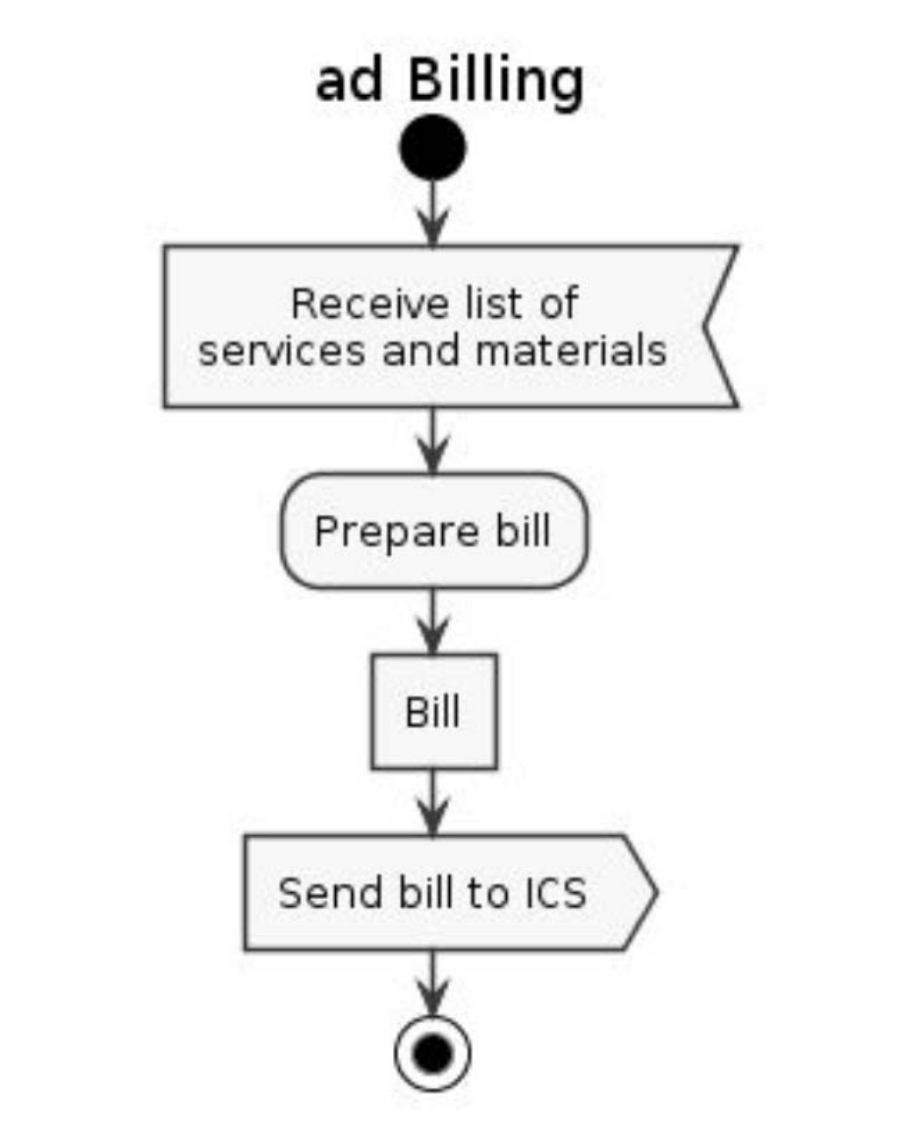 ad Billing
Receive list of
services and materials
Prepare bill
Bill
Send bill to ICS